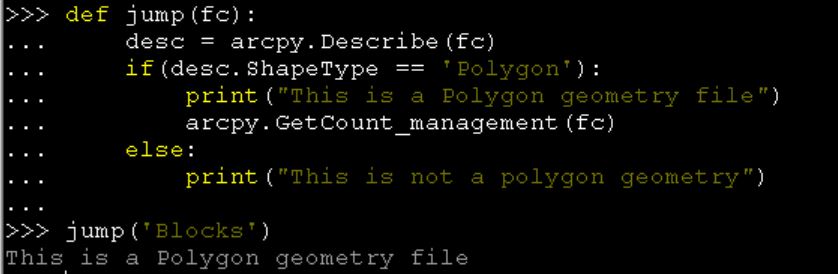 >>> def jump(fc):
...     desc = arcpy.Describe(fc)
...     if(desc.ShapeType == 'Polygon'):
...         print("This is a Polygon geometry file")
...         arcpy.GetCount_management(fc)
...     else:
...         print("This is not a polygon geometry")
...
>>> jump('Blocks')
This is a Polygon geometry file